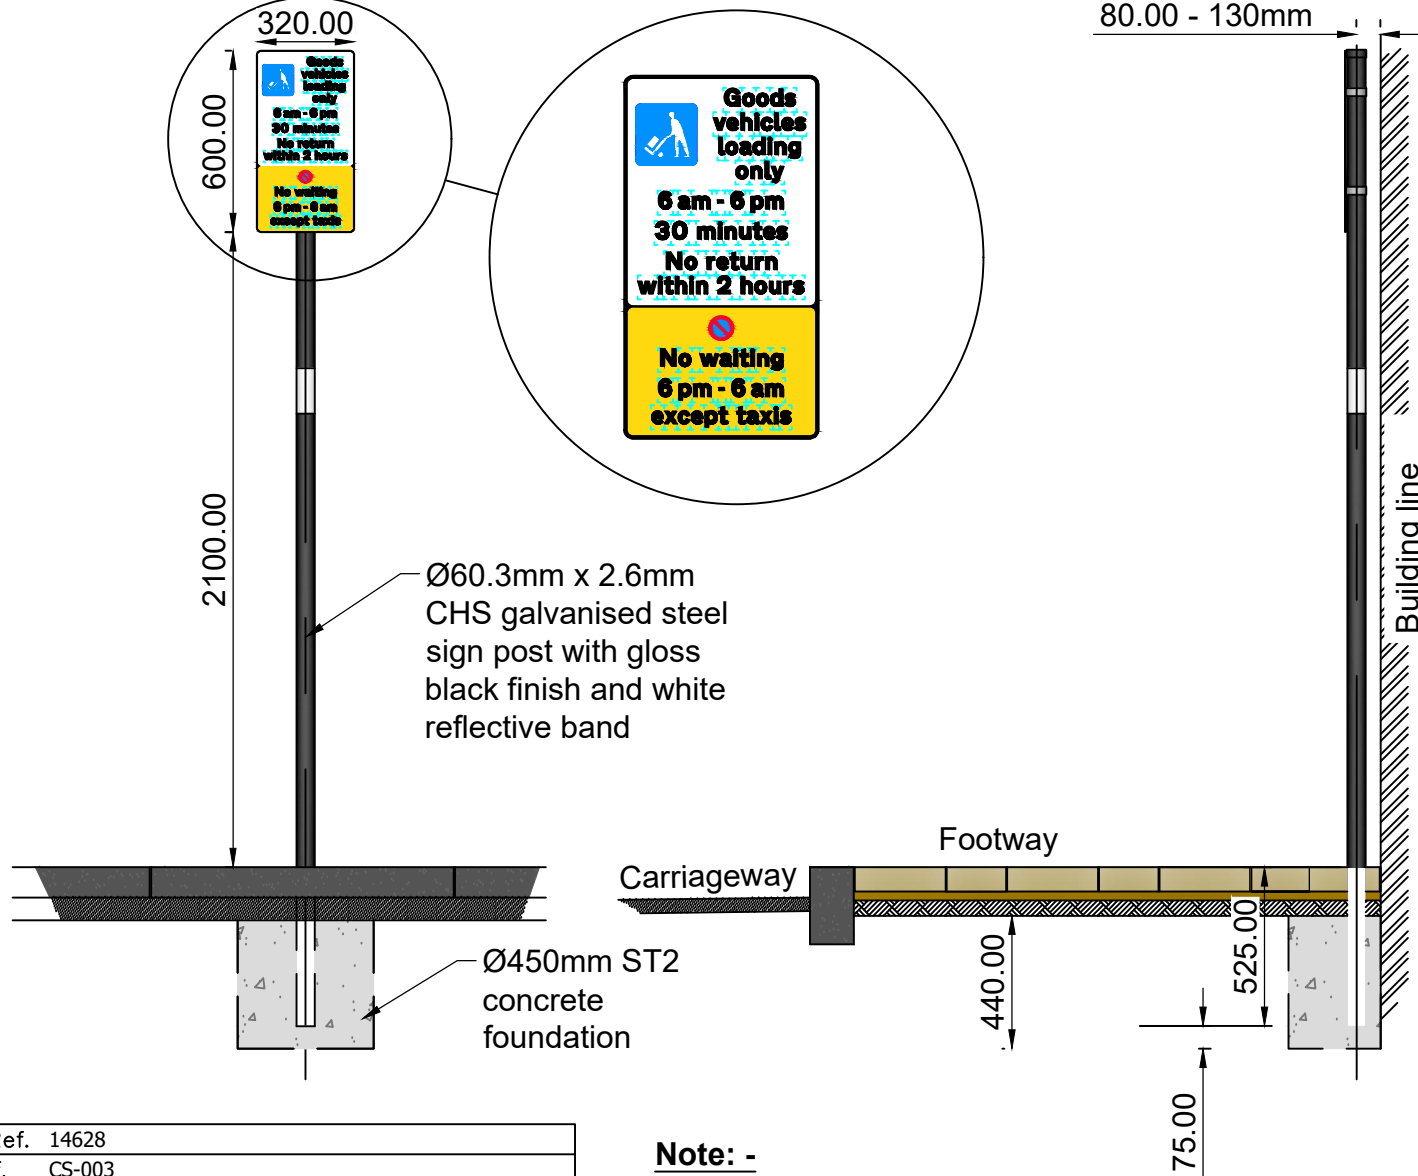 320.00
80.00 - 130mm
600.00
Goods
vehicles
loading
only
6 am - 6 pm
30 minutes
No return
within 2 hours
No waiting
6 pm - 6 am
except taxis
Goods
vehicles
loading
only
6 am - 6 pm
30 minutes
No return
within 2 hours
No waiting
6 pm - 6 am
except taxis
2100.00
Building line
Ø60.3mm x 2.6mm
CHS galvanised steel
sign post with gloss
black finish and white
reflective band
Footway
Carriageway
525.00
440.00
75.00
Ø450mm ST2
concrete
foundation
14628
CS-003
Note: -